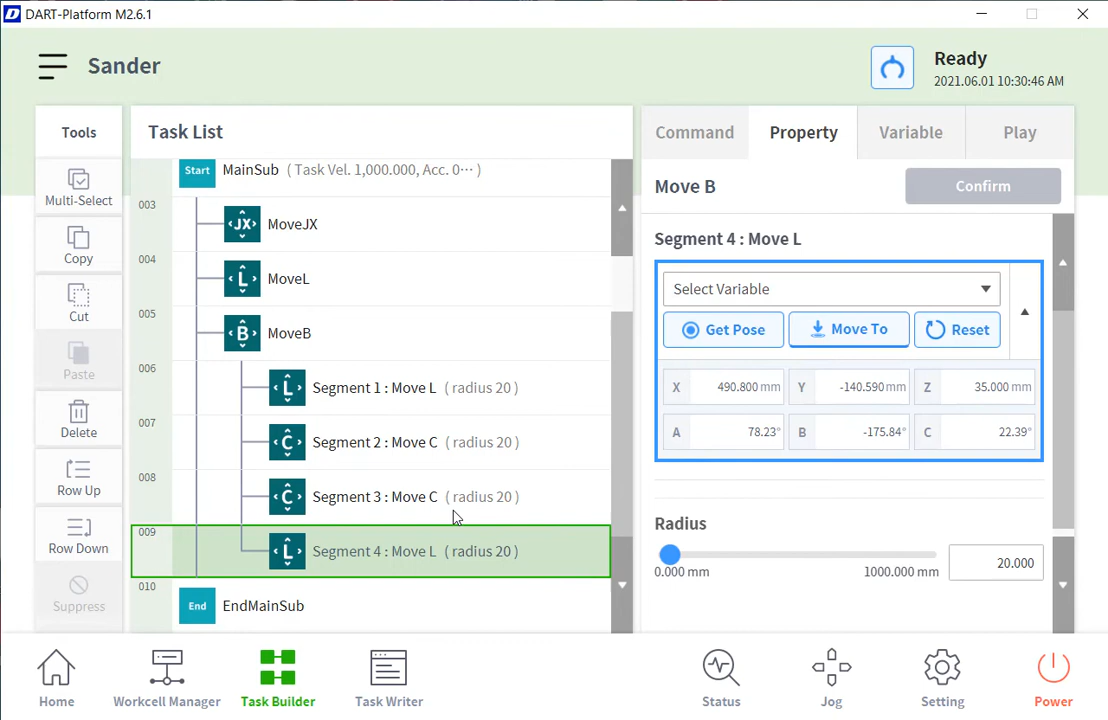 DART-Platform M2.6.1
Sander
Ready
2021.06.01 10:30:46 AM
Tools
Multi-Select
Copy
Cut
Paste
Delete
Row Up
Row Down
Suppress
Task List
Start MainSub ( Task Vel. 1,000.000, Acc. 0··· )
003
JX MoveJX
004
L MoveL
005
B MoveB
006
L Segment 1 : Move L ( radius 20 )
007
C Segment 2 : Move C ( radius 20 )
008
C Segment 3 : Move C ( radius 20 )
009
L Segment 4 : Move L ( radius 20 )
010
End EndMainSub
Command Property Variable Play
Move B Confirm
Segment 4 : Move L
Select Variable
Get Pose Move To Reset
X 490.800 mm Y -140.590 mm Z 35.000 mm
A 78.23° B -175.84° C 22.39°
Radius
20.000
0.000 mm 1000.000 mm
Home Workcell Manager Task Builder Task Writer Status Jog Setting Power